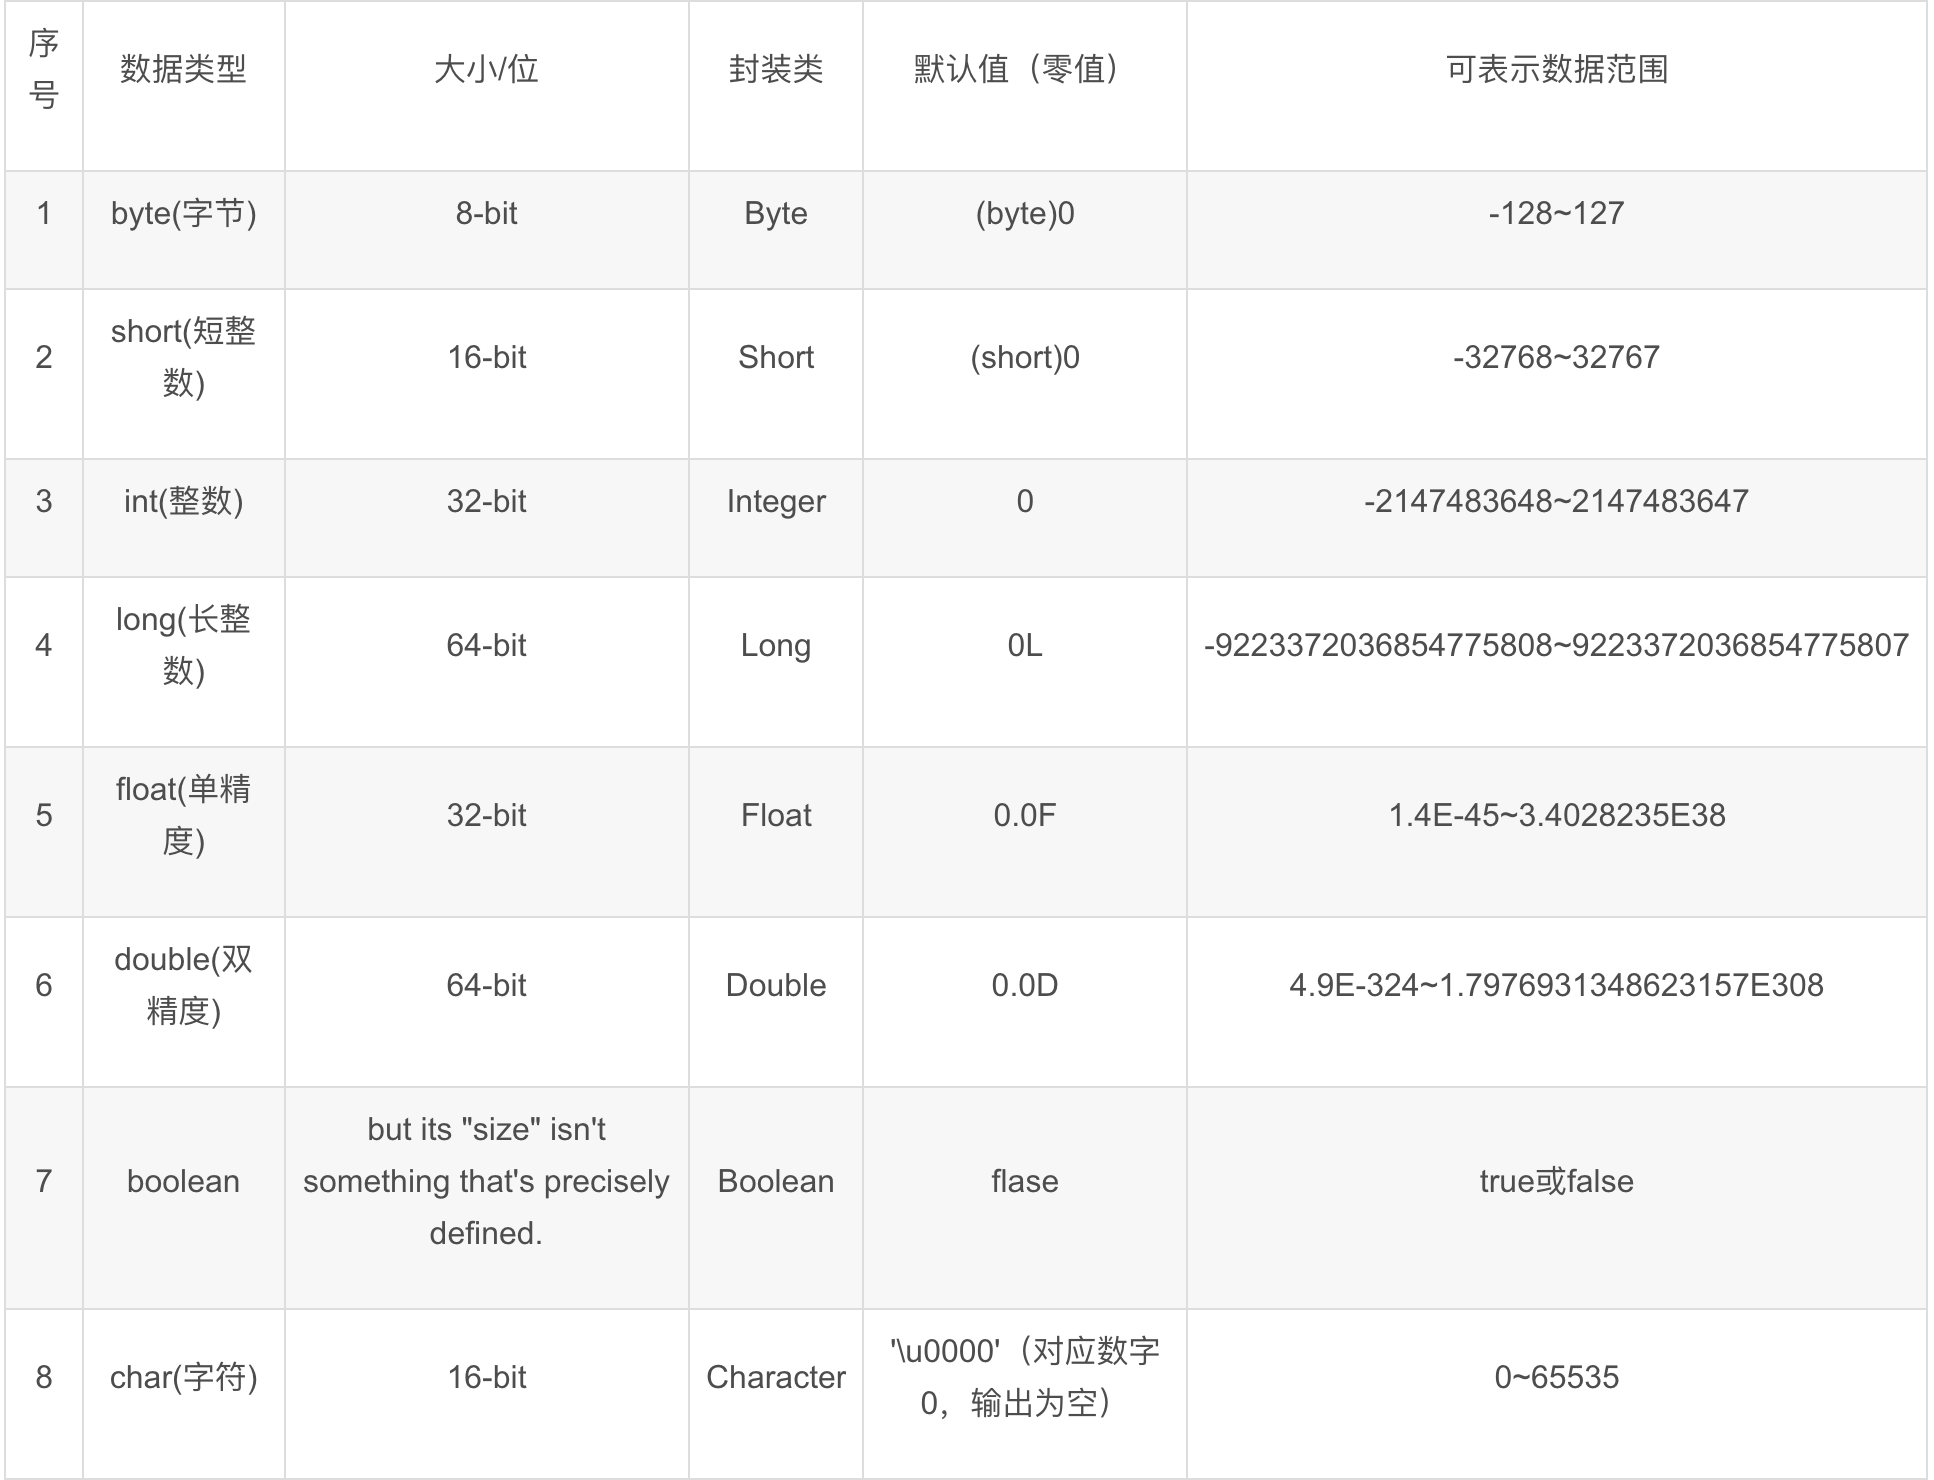 序
号
数据类型
大小/位
封装类
默认值（零值）
可表示数据范围
1
byte(字节)
8-bit
Byte
(byte)0
-128~127
2
short(短整
数)
16-bit
Short
(short)0
-32768~32767
3
int(整数)
32-bit
Integer
0
-2147483648~2147483647
4
long(长整
数)
64-bit
Long
0L
-9223372036854775808~9223372036854775807
5
float(单精
度)
32-bit
Float
0.0F
1.4E-45~3.4028235E38
6
double(双
精度)
64-bit
Double
0.0D
4.9E-324~1.7976931348623157E308
7
boolean
but its "size" isn't
something that's precisely
defined.
Boolean
flase
true或false
8
char(字符)
16-bit
Character
'\u0000'（对应数字
0，输出为空）
0~65535